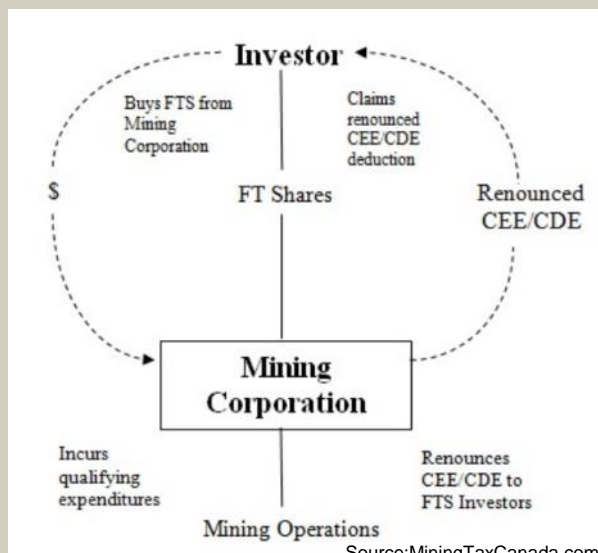 Investor
Buys FTS from
Mining
Corporation
Claims
renounced
CEE/CDE
deduction
$
FT Shares
Renounced
CEE/CDE
Mining
Corporation
Incurs
qualifying
expenditures
Renounces
CEE/CDE to
FTS Investors
Mining Operations
Source:MiningTaxCanada.com